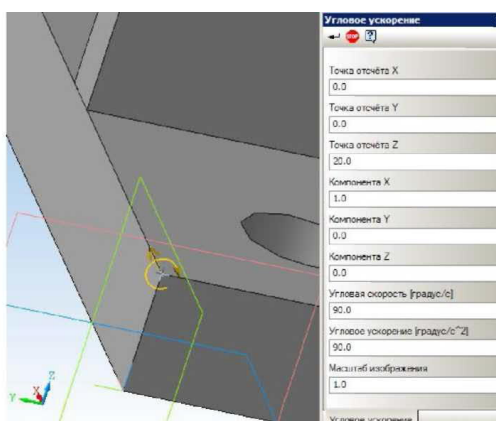 Угловое ускорение
STOP
Точка отсчёта X
0.0
Точка отсчёта Y
0.0
Точка отсчёта Z
20.0
Компонента X
1.0
Компонента Y
0.0
Компонента Z
0.0
Угловая скорость [градус/с]
90.0
Угловое ускорение [градус/с^2]
90.0
Масштаб изображения
1.0
Угловое ускорение
Z
Y
X